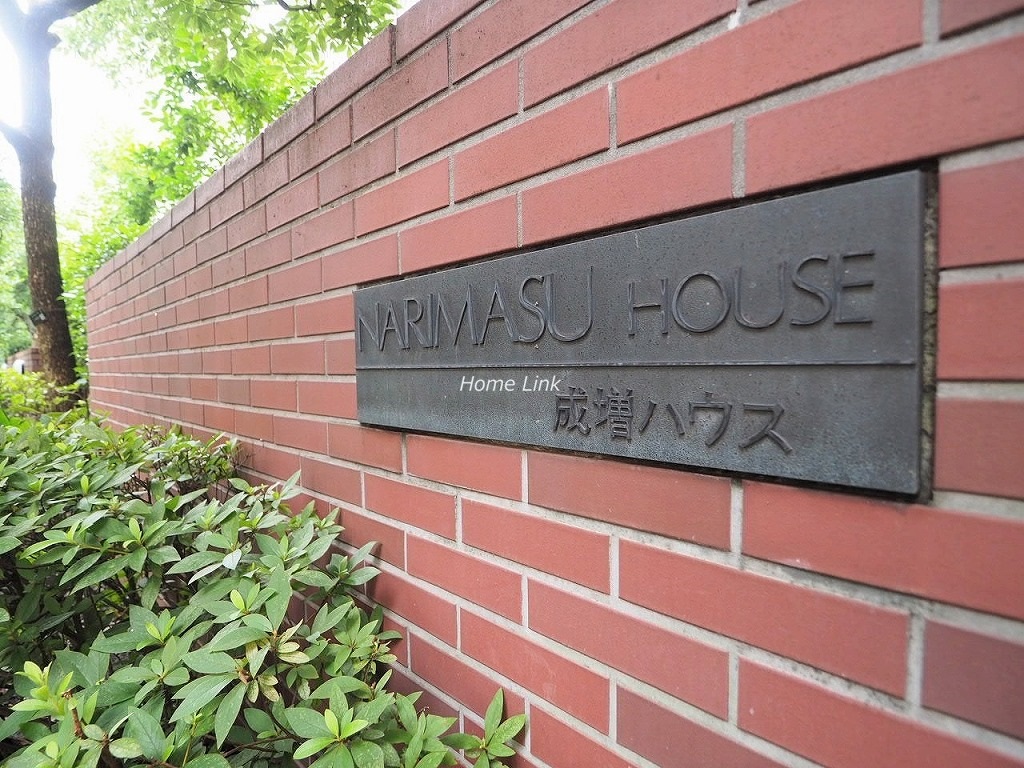 NARIMASU HOUSE
Home Link
成増ハウス